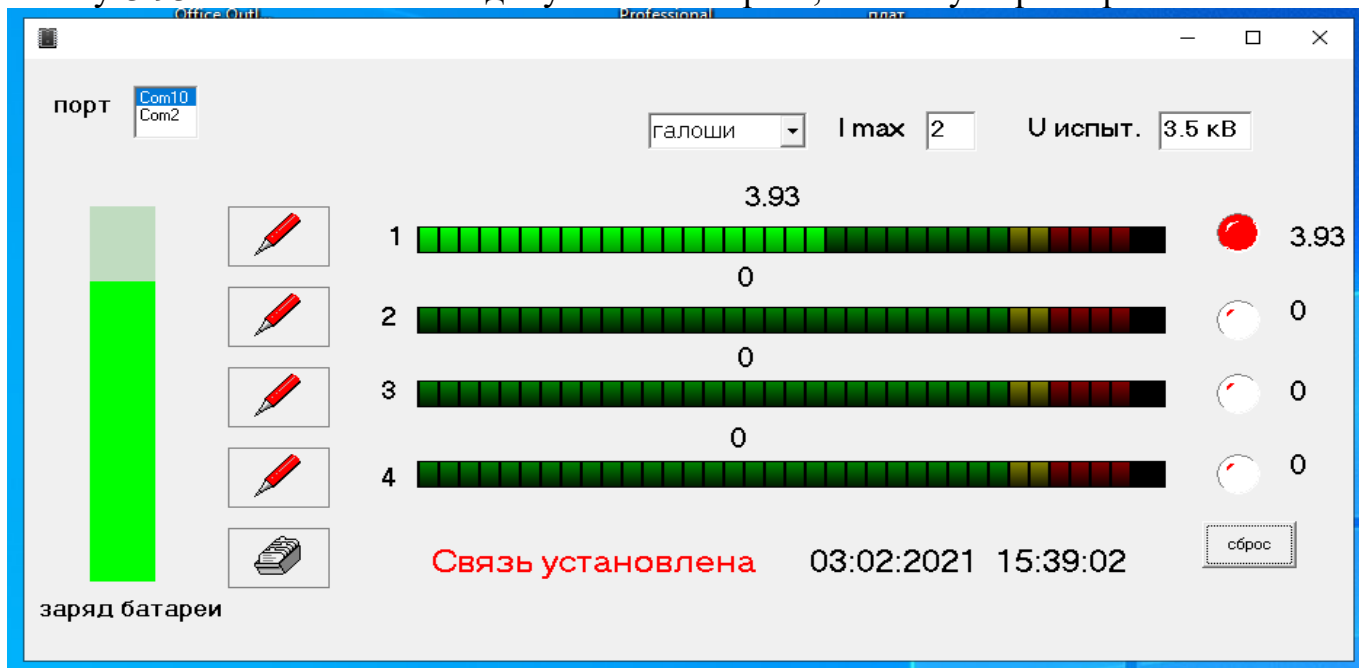 Office Outl...
Professional
плат
порт
Com10
Com2
галоши
I max 2
U испыт. 3.5 кВ
3.93
1
3.93
0
2
0
0
3
0
0
4
0
Связь установлена
03:02:2021 15:39:02
сброс
заряд батареи